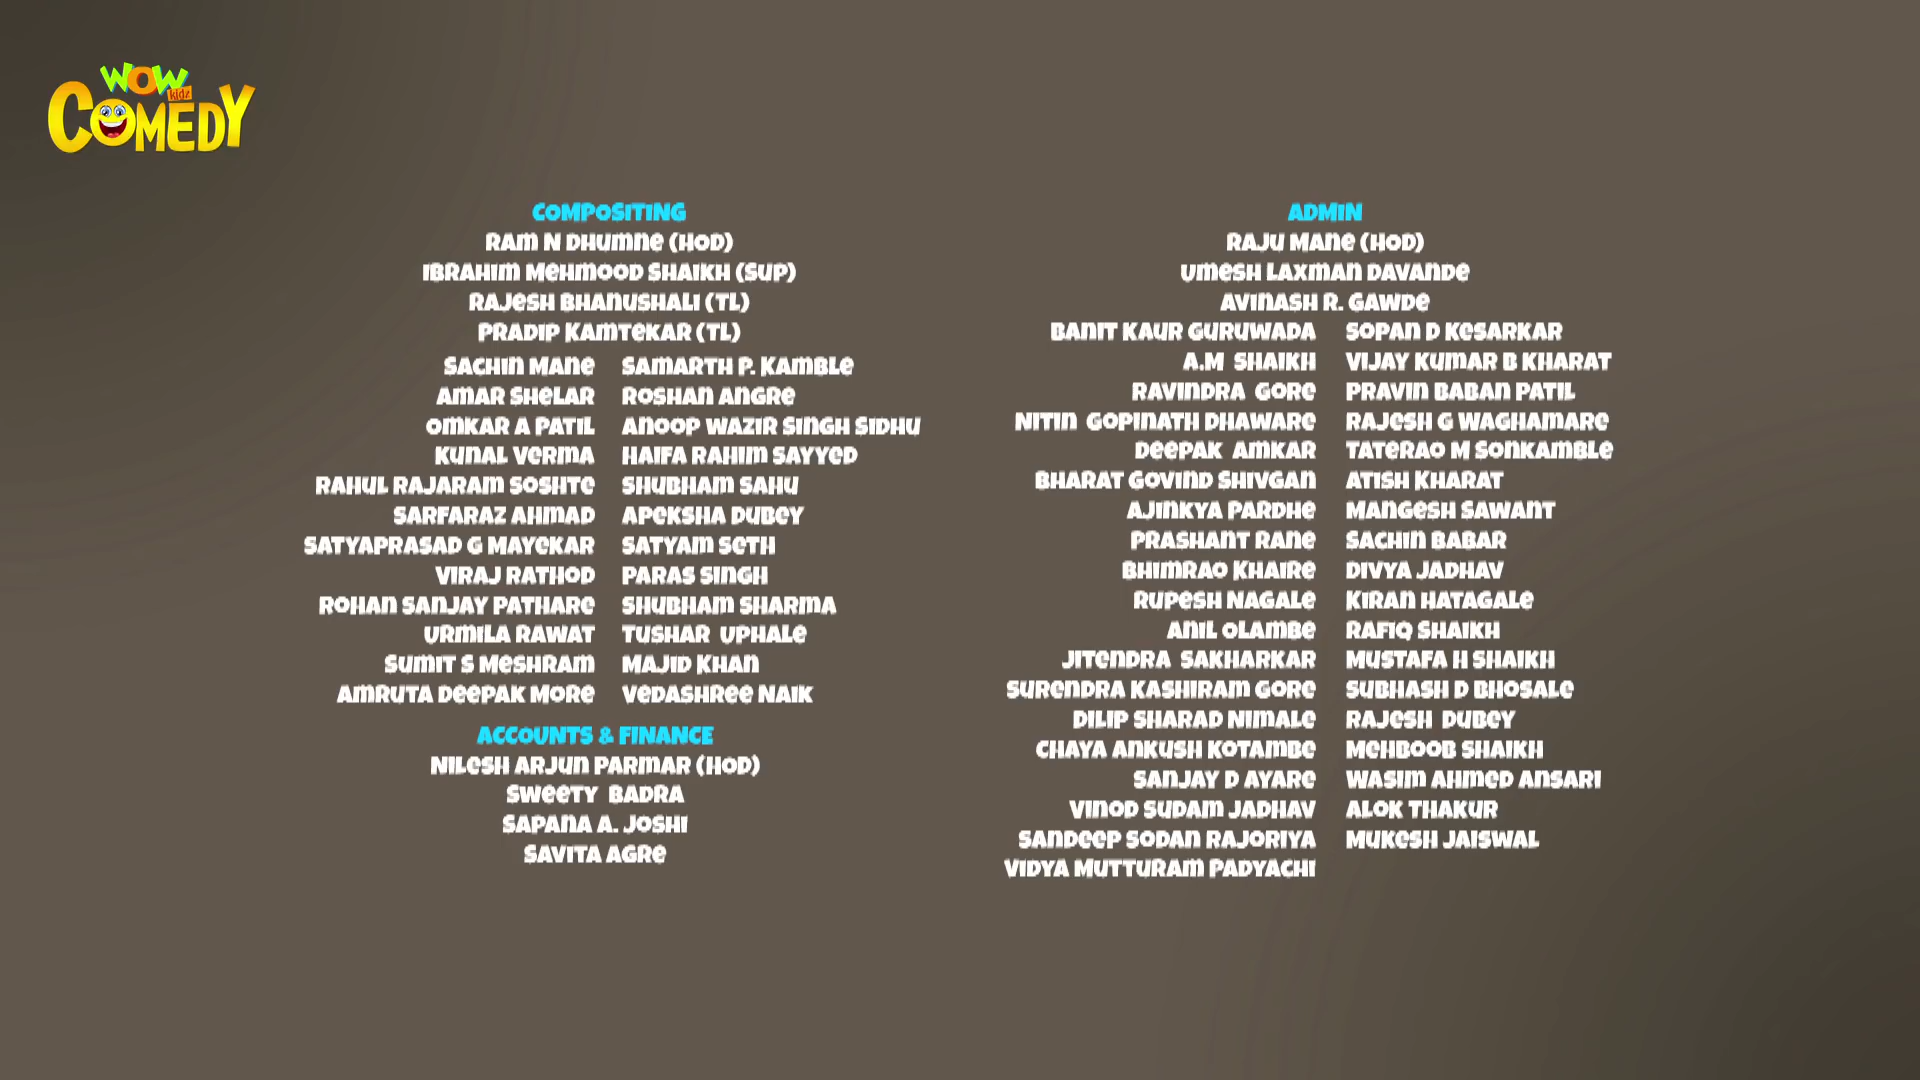 WOW
kidz
COMEDY
COMPOSITING
RAM N DHUMNE (HOD)
IBRAHIM MEHMOOD SHAIKH (SUP)
RAJESH BHANUSHALI (TL)
PRADIP KAMTEKAR (TL)
SACHIN MANE SAMARTH P. KAMBLE
AMAR SHELAR ROSHAN ANGRE
OMKAR A PATIL ANOOP WAZIR SINGH SIDHU
KUNAL VERMA HAIFA RAHIM SAYYED
RAHUL RAJARAM SOSHTE SHUBHAM SAHU
SARFARAZ AHMAD APEKSHA DUBEY
SATYAPRASAD G MAYEKAR SATYAM SETH
VIRAJ RATHOD PARAS SINGH
ROHAN SANJAY PATHARE SHUBHAM SHARMA
URMILA RAWAT TUSHAR UPHALE
SUMIT S MESHRAM MAJID KHAN
AMRUTA DEEPAK MORE VEDASHREE NAIK
ACCOUNTS & FINANCE
NILESH ARJUN PARMAR (HOD)
SWEETY BADRA
SAPANA A. JOSHI
SAVITA AGRE
ADMIN
RAJU MANE (HOD)
UMESH LAXMAN DAVANDE
AVINASH R. GAWDE
BANIT KAUR GURUWADA SOPAN D KESARKAR
A.M SHAIKH VIJAY KUMAR B KHARAT
RAVINDRA GORE PRAVIN BABAN PATIL
NITIN GOPINATH DHAWARE RAJESH G WAGHAMARE
DEEPAK AMKAR TATERAO M SONKAMBLE
BHARAT GOVIND SHIVGAN ATISH KHARAT
AJINKYA PARDHE MANGESH SAWANT
PRASHANT RANE SACHIN BABAR
BHIMRAO KHAIRE DIVYA JADHAV
RUPESH NAGALE KIRAN HATAGALE
ANIL OLAMBE RAFIQ SHAIKH
JITENDRA SAKHARKAR MUSTAFA H SHAIKH
SURENDRA KASHIRAM GORE SUBHASH D BHOSALE
DILIP SHARAD NIMALE RAJESH DUBEY
CHAYA ANKUSH KOTAMBE MEHBOOB SHAIKH
SANJAY D AYARE WASIM AHMED ANSARI
VINOD SUDAM JADHAV ALOK THAKUR
SANDEEP SODAN RAJORIYA MUKESH JAISWAL
VIDYA MUTTURAM PADYACHI